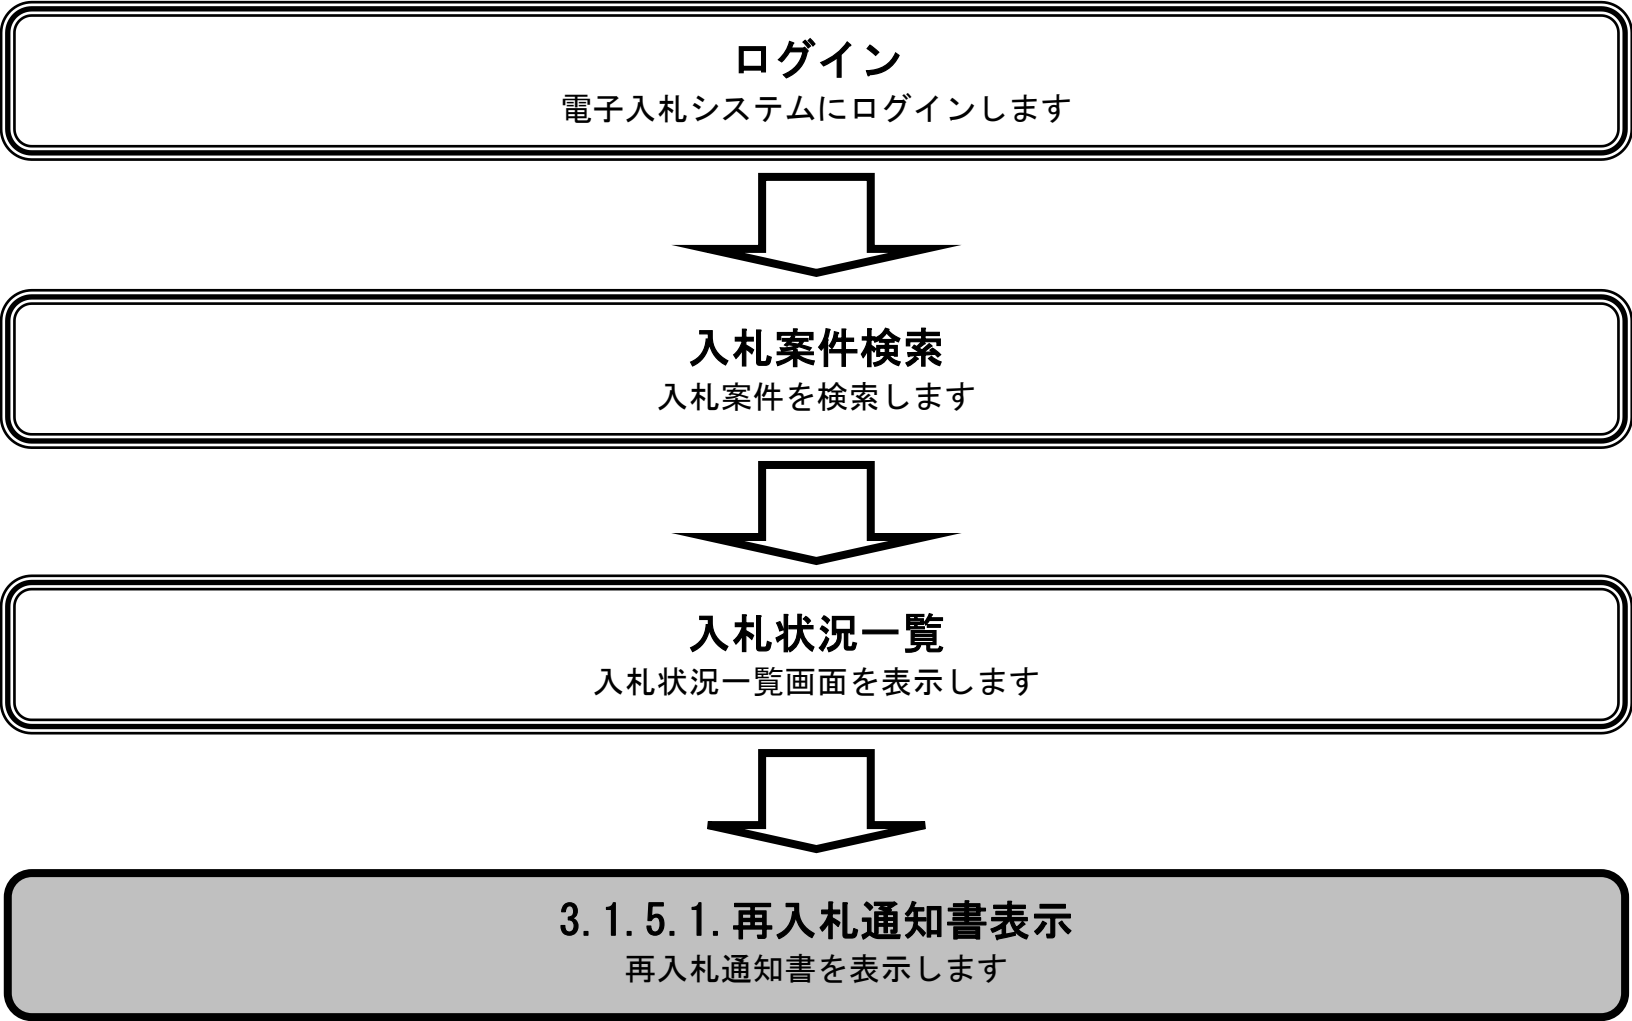 ログイン
電子入札システムにログインします
入札案件検索
入札案件を検索します
入札状況一覧
入札状況一覧画面を表示します
3.1.5.1.再入札通知書表示
再入札通知書を表示します